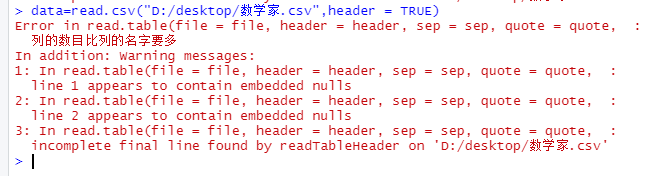 > data=read.csv("D:/desktop/数学家.csv",header = TRUE)
Error in read.table(file = file, header = header, sep = sep, quote = quote,  :
  列的数目比列的名字要多
In addition: Warning messages:
1: In read.table(file = file, header = header, sep = sep, quote = quote,  :
  line 1 appears to contain embedded nulls
2: In read.table(file = file, header = header, sep = sep, quote = quote,  :
  line 2 appears to contain embedded nulls
3: In read.table(file = file, header = header, sep = sep, quote = quote,  :
  incomplete final line found by readTableHeader on 'D:/desktop/数学家.csv'
>